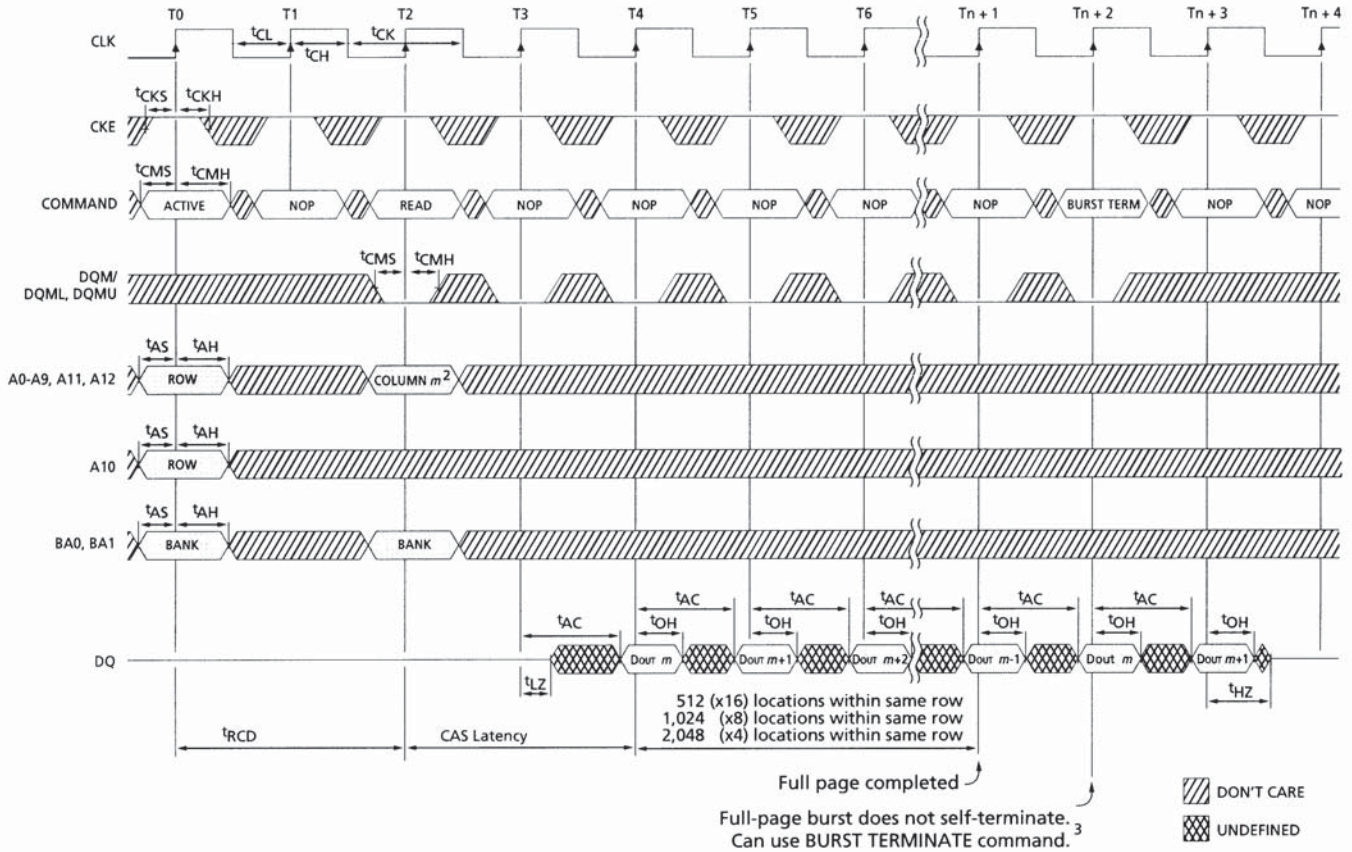 T0 T1 T2 T3 T4 T5 T6 Tn + 1 Tn + 2 Tn + 3 Tn + 4
CLK
tCL tCK
tCH
tCKS tCKH
CKE
tCMS tCMH
COMMAND ACTIVE NOP READ NOP NOP NOP NOP NOP BURST TERM NOP NOP
tCMS tCMH
DQM/
DQML, DQMU
tAS tAH
A0-A9, A11, A12 ROW COLUMN m2
tAS tAH
A10 ROW
tAS tAH
BA0, BA1 BANK BANK
tAC tAC tAC tAC tAC tAC
tOH tOH tOH tOH tOH tOH
DQ DOUT m DOUT m+1 DOUT m+2 DOUT m-1 Dout m DOUT m+1
tLZ tHZ
512 (x16) locations within same row
1,024 (x8) locations within same row
2,048 (x4) locations within same row
tRCD CAS Latency
Full page completed
Full-page burst does not self-terminate.
Can use BURST TERMINATE command. 3
DON'T CARE
UNDEFINED